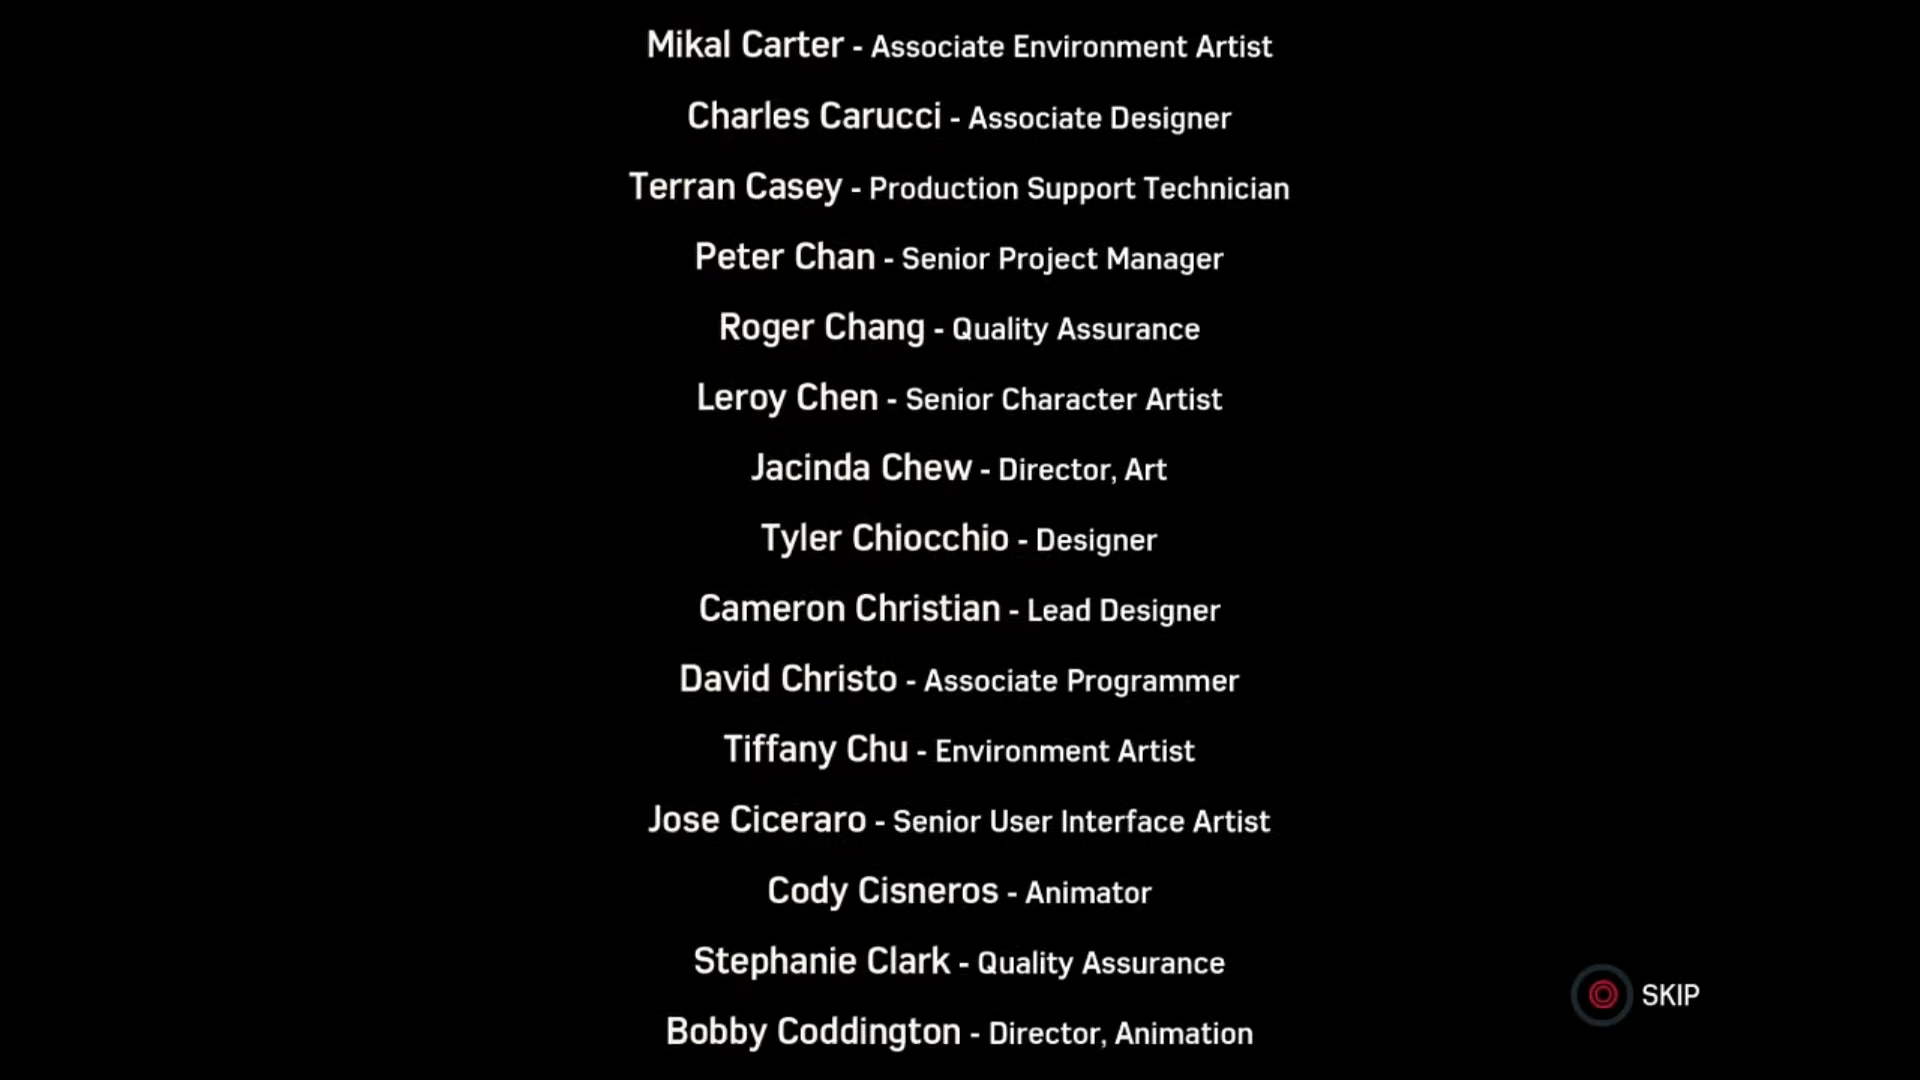 Mikal Carter - Associate Environment Artist
Charles Carucci - Associate Designer
Terran Casey - Production Support Technician
Peter Chan - Senior Project Manager
Roger Chang - Quality Assurance
Leroy Chen - Senior Character Artist
Jacinda Chew - Director, Art
Tyler Chiocchio - Designer
Cameron Christian - Lead Designer
David Christo - Associate Programmer
Tiffany Chu - Environment Artist
Jose Ciceraro - Senior User Interface Artist
Cody Cisneros - Animator
Stephanie Clark - Quality Assurance
SKIP
Bobby Coddington - Director, Animation